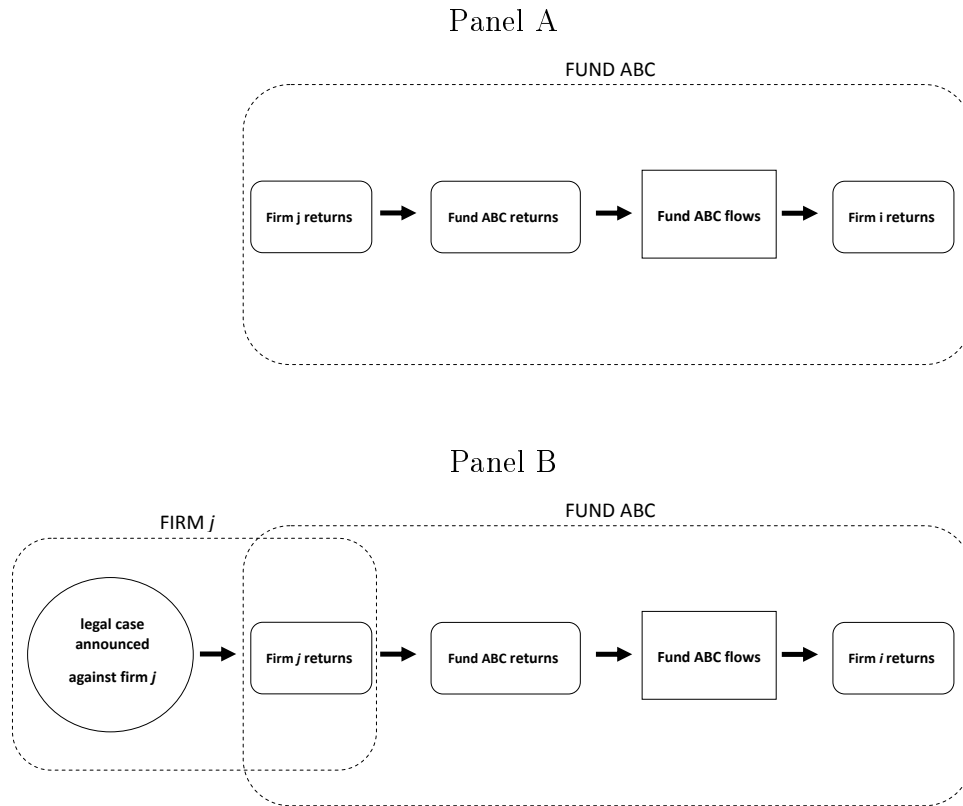 Panel A
FUND ABC
Firm j returns
Fund ABC returns
Fund ABC flows
Firm i returns
Panel B
FIRM j
FUND ABC
legal case
announced
against firm j
Firm j returns
Fund ABC returns
Fund ABC flows
Firm i returns